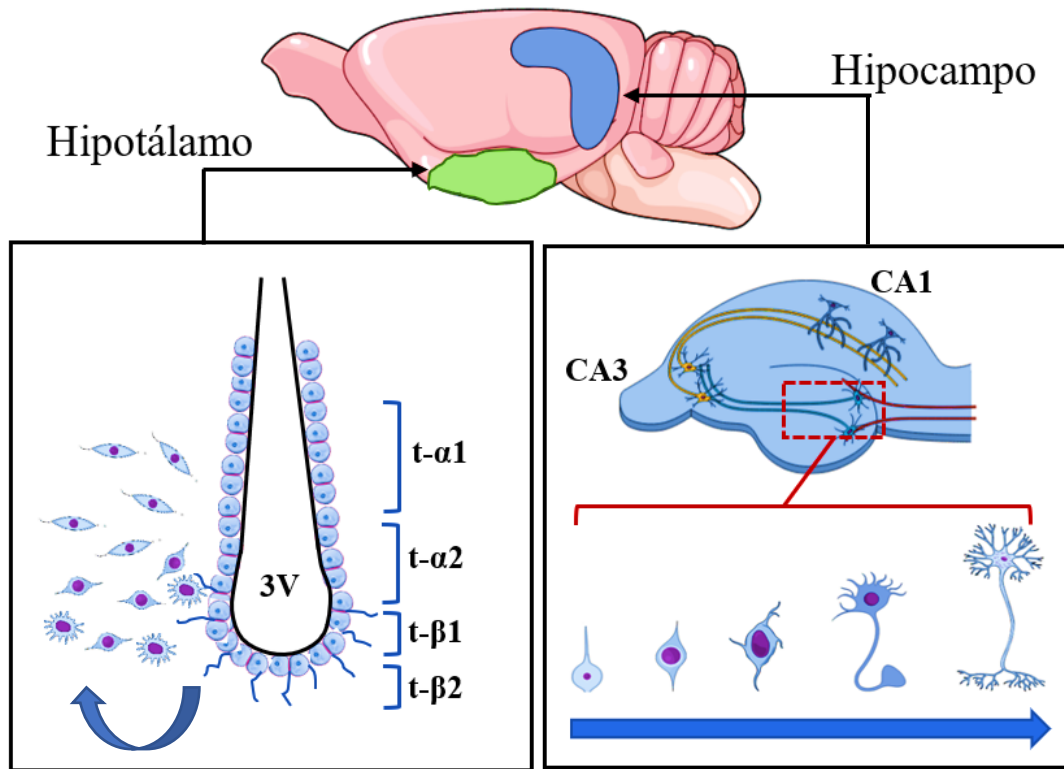 Hipocampo
Hipotálamo
t-α1
t-α2
3V
t-β1
t-β2
CA1
CA3